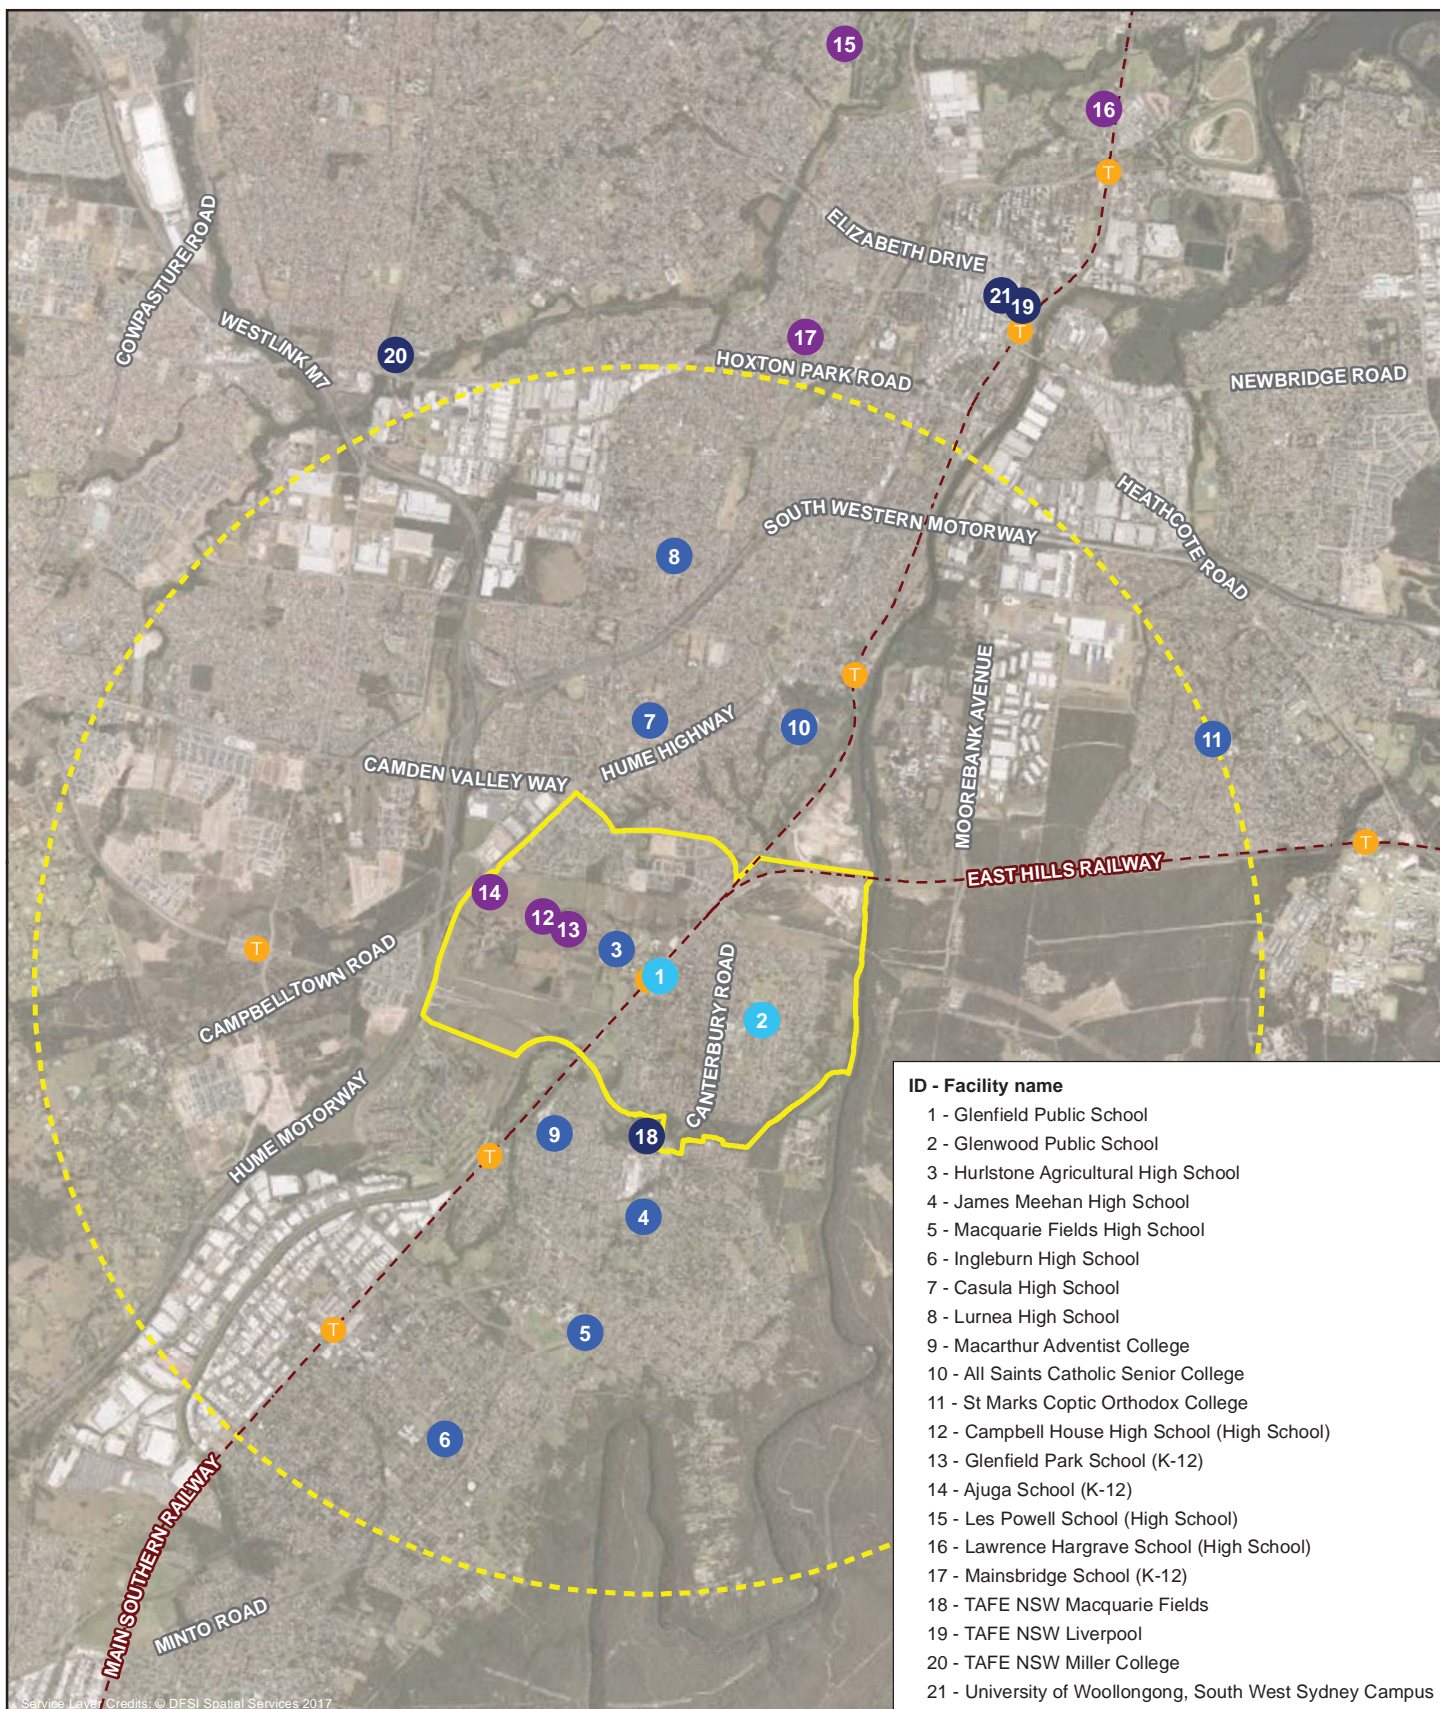 15
16
T
COWPASTURE ROAD
ELIZABETH DRIVE
21
19
T
WESTLINK M7
20
17
HOXTON PARK ROAD
NEWBRIDGE ROAD
HEATHCOTE ROAD
SOUTH WESTERN MOTORWAY
8
T
MOOREBANK AVENUE
7
HUME HIGHWAY
10
11
CAMDEN VALLEY WAY
T
EAST HILLS RAILWAY
14
12
13
3
T
CAMPBELLTOWN ROAD
1
CANTERBURY ROAD
2
HUME MOTORWAY
9
18
T
4
T
5
6
MAIN SOUTHERN RAILWAY
MINTO ROAD
Service Layer Credits: © DFSI Spatial Services 2017
ID - Facility name
1 - Glenfield Public School
2 - Glenwood Public School
3 - Hurlstone Agricultural High School
4 - James Meehan High School
5 - Macquarie Fields High School
6 - Ingleburn High School
7 - Casula High School
8 - Lurnea High School
9 - Macarthur Adventist College
10 - All Saints Catholic Senior College
11 - St Marks Coptic Orthodox College
12 - Campbell House High School (High School)
13 - Glenfield Park School (K-12)
14 - Ajuga School (K-12)
15 - Les Powell School (High School)
16 - Lawrence Hargrave School (High School)
17 - Mainsbridge School (K-12)
18 - TAFE NSW Macquarie Fields
19 - TAFE NSW Liverpool
20 - TAFE NSW Miller College
21 - University of Woollongong, South West Sydney Campus